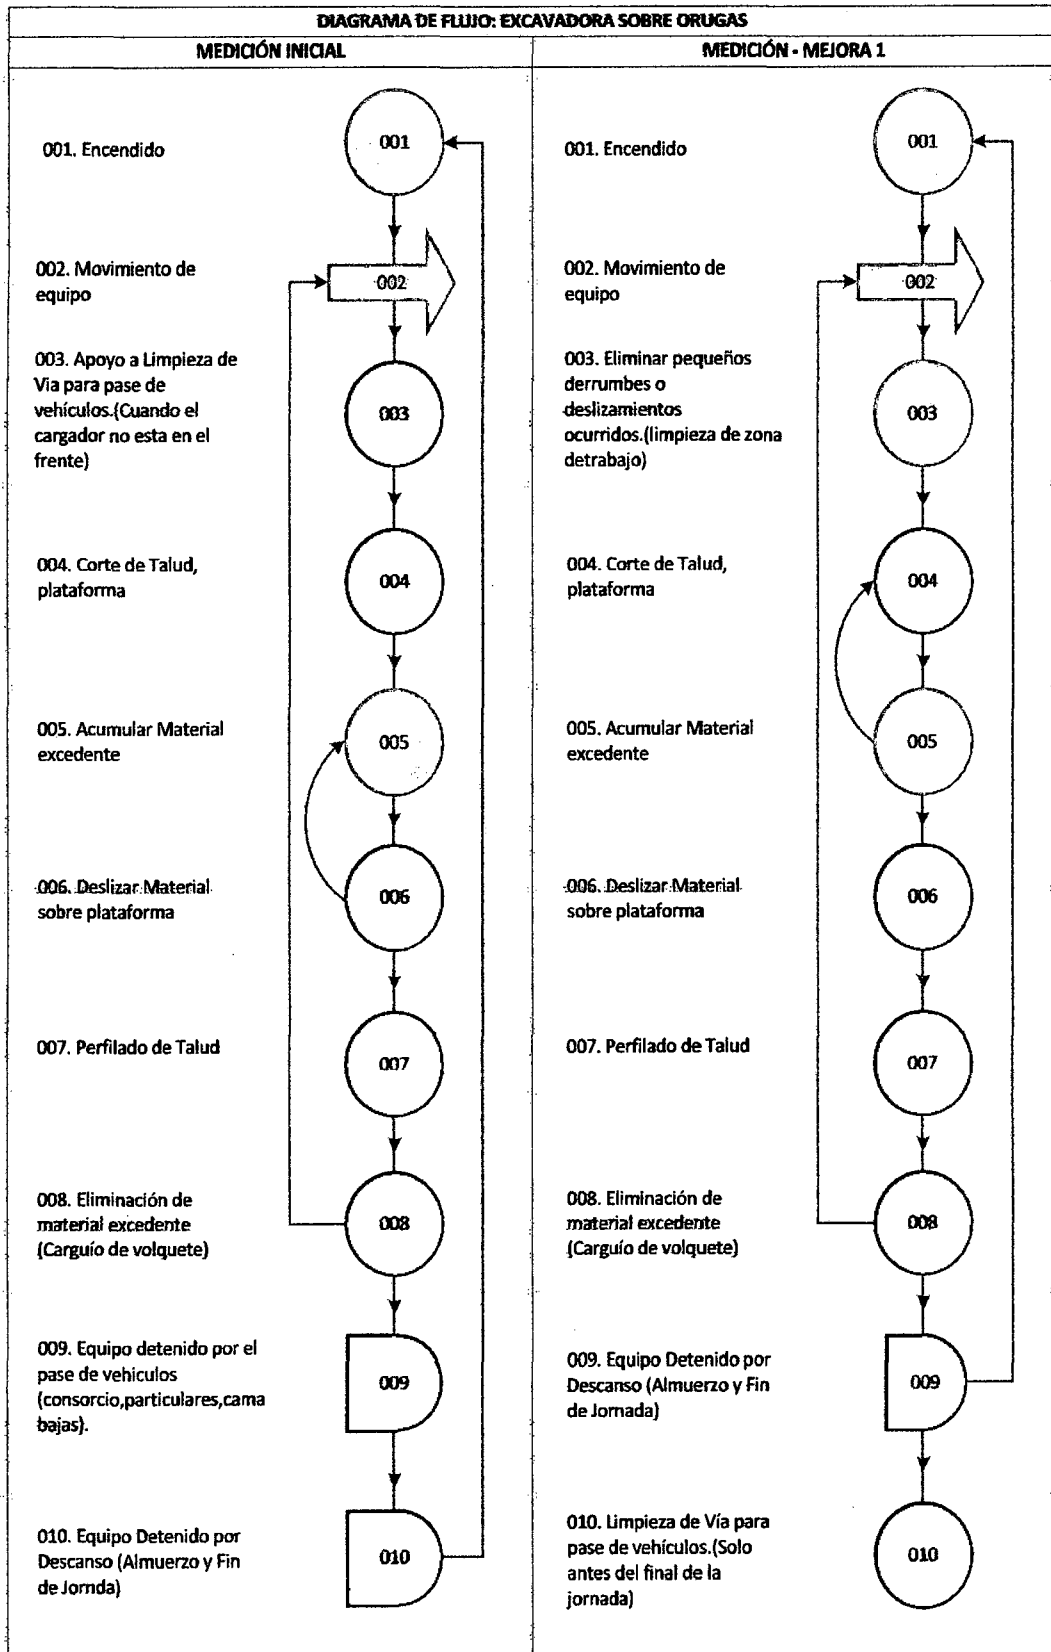 DIAGRAMA DE FLUJO: EXCAVADORA SOBRE ORUGAS
MEDICIÓN INICIAL
001. Encendido
001
002. Movimiento de
equipo
002
003. Apoyo a Limpieza de
Via para pase de
vehículos.(Cuando el
cargador no esta en el
frente)
003
004. Corte de Talud,
plataforma
004
005. Acumular Material
excedente
005
006. Deslizar Material
sobre plataforma
006
007. Perfilado de Talud
007
008. Eliminación de
material excedente
(Carguío de volquete)
008
009. Equipo detenido por el
pase de vehiculos
(consorcio,particulares,cama
bajas).
009
010. Equipo Detenido por
Descanso (Almuerzo y Fin
de Jornda)
010
MEDICIÓN - MEJORA 1
001. Encendido
001
002. Movimiento de
equipo
002
003. Eliminar pequeños
derrumbes o
deslizamientos
ocurridos.(limpieza de zona
detrabajo)
003
004. Corte de Talud,
plataforma
004
005. Acumular Material
excedente
005
006. Deslizar Material
sobre plataforma
006
007. Perfilado de Talud
007
008. Eliminación de
material excedente
(Carguío de volquete)
008
009. Equipo Detenido por
Descanso (Almuerzo y Fin
de Jornada)
009
010. Limpieza de Vía para
pase de vehículos.(Solo
antes del final de la
jornada)
010